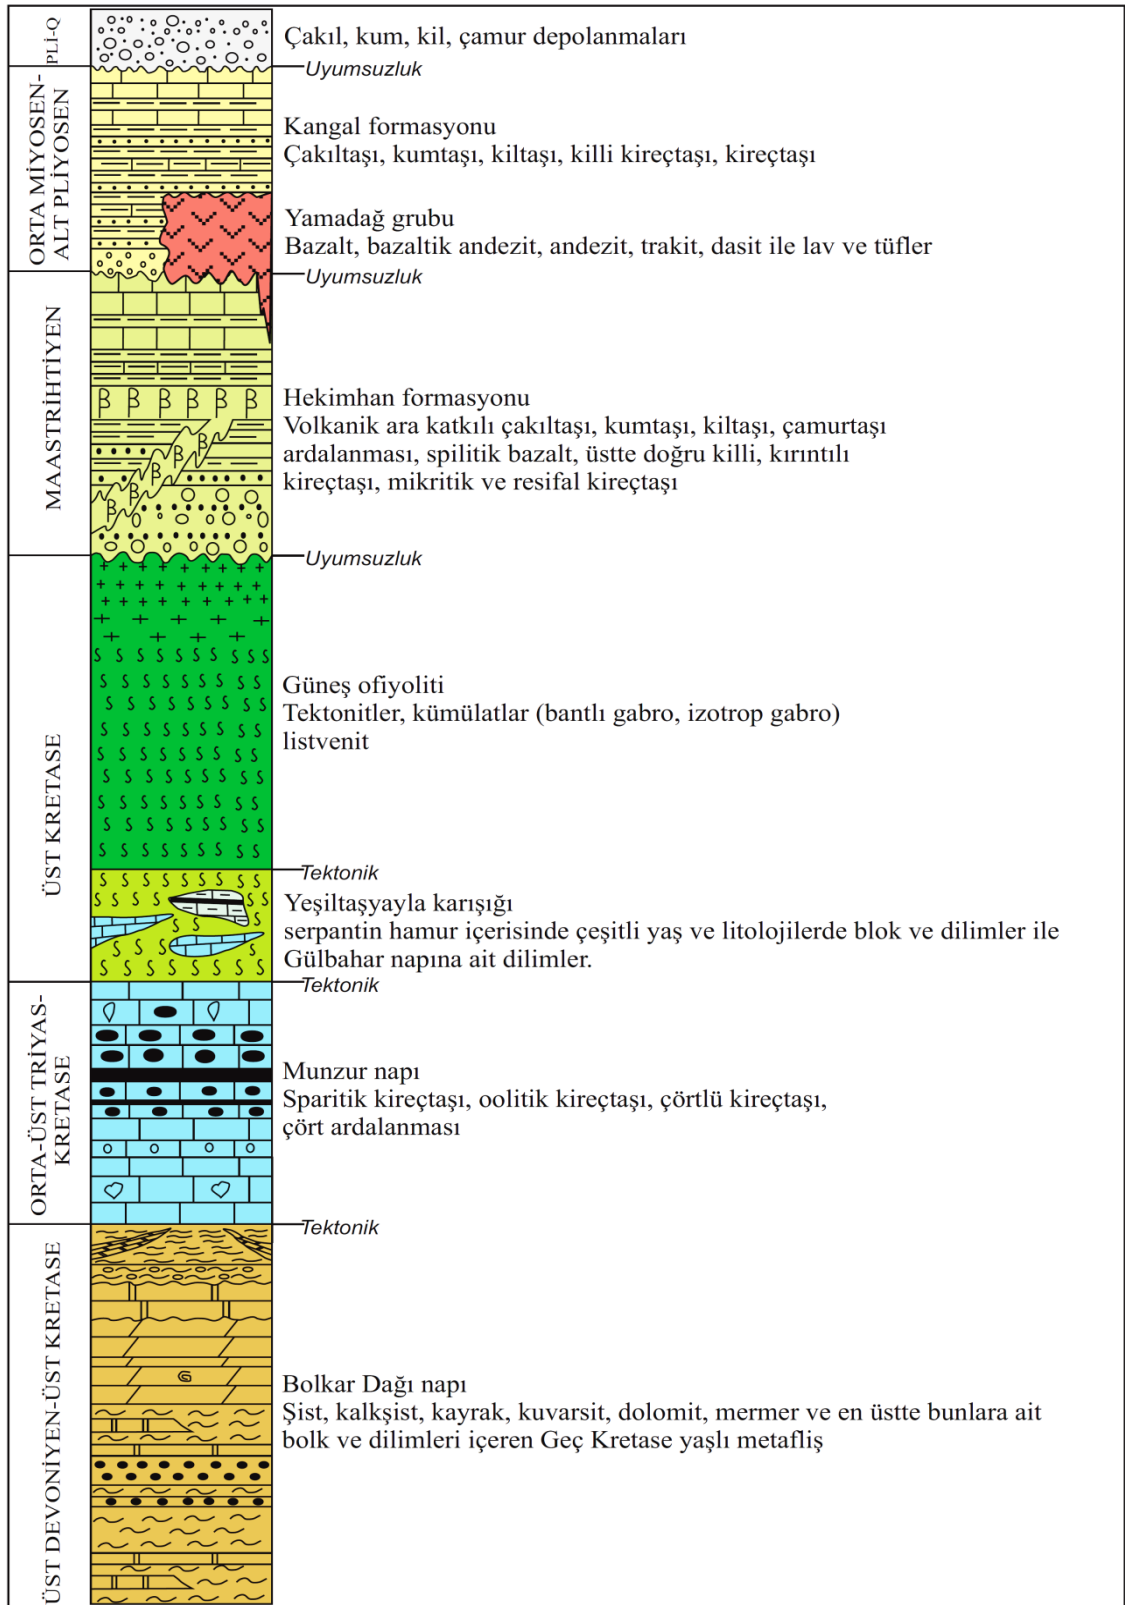 PLİ-Q
Çakıl, kum, kil, çamur depolanmaları
Uyumsuzluk
ORTA MİYOSEN-
ALT PLİYOSEN
Kangal formasyonu
Çakıltaşı, kumtaşı, kiltaşı, killi kireçtaşı, kireçtaşı
Yamadağ grubu
Bazalt, bazaltik andezit, andezit, trakit, dasit ile lav ve tüfler
Uyumsuzluk
MAASTRİHTİYEN
Hekimhan formasyonu
Volkanik ara katkılı çakıltaşı, kumtaşı, kiltaşı, çamurtaşı
ardalanması, spilitik bazalt, üstte doğru killi, kırıntılı
kireçtaşı, mikritik ve resifal kireçtaşı
Uyumsuzluk
ÜST KRETASE
Güneş ofiyoliti
Tektonitler, kümülatlar (bantlı gabro, izotrop gabro)
listvenit
Tektonik
Yeşiltaşyayla karışığı
serpantin hamur içerisinde çeşitli yaş ve litolojilerde blok ve dilimler ile
Gülbahar napına ait dilimler.
Tektonik
ORTA-ÜST TRİYAS-
KRETASE
Munzur napı
Sparitik kireçtaşı, oolitik kireçtaşı, çörtlü kireçtaşı,
çört ardalanması
Tektonik
ÜST DEVONİYEN-ÜST KRETASE
Bolkar Dağı napı
Şist, kalkşist, kayrak, kuvarsit, dolomit, mermer ve en üstte bunlara ait
bolk ve dilimleri içeren Geç Kretase yaşlı metafliş